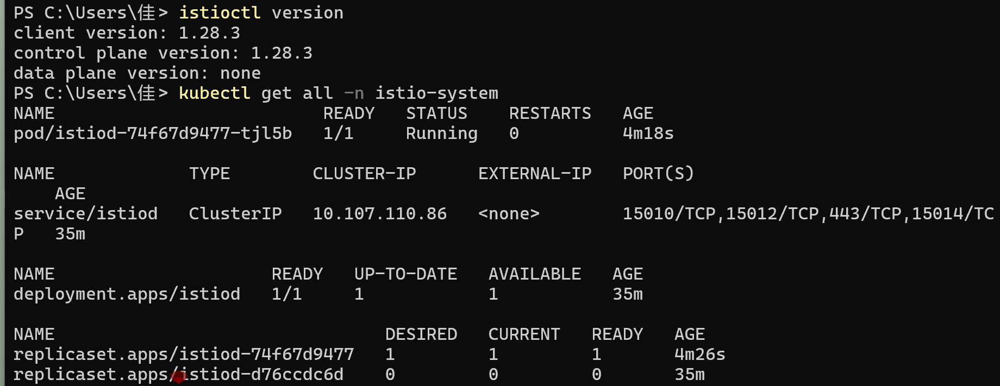 PS C:\Users\佳> istioctl version
client version: 1.28.3
control plane version: 1.28.3
data plane version: none
PS C:\Users\佳> kubectl get all -n istio-system
NAME READY STATUS RESTARTS AGE
pod/istiod-74f67d9477-tjl5b 1/1 Running 0 4m18s
NAME TYPE CLUSTER-IP EXTERNAL-IP PORT(S)
AGE
service/istiod ClusterIP 10.107.110.86 <none> 15010/TCP,15012/TCP,443/TCP,15014/TC
P 35m
NAME READY UP-TO-DATE AVAILABLE AGE
deployment.apps/istiod 1/1 1 1 35m
NAME DESIRED CURRENT READY AGE
replicaset.apps/istiod-74f67d9477 1 1 1 4m26s
replicaset.apps/istiod-d76ccdc6d 0 0 0 35m